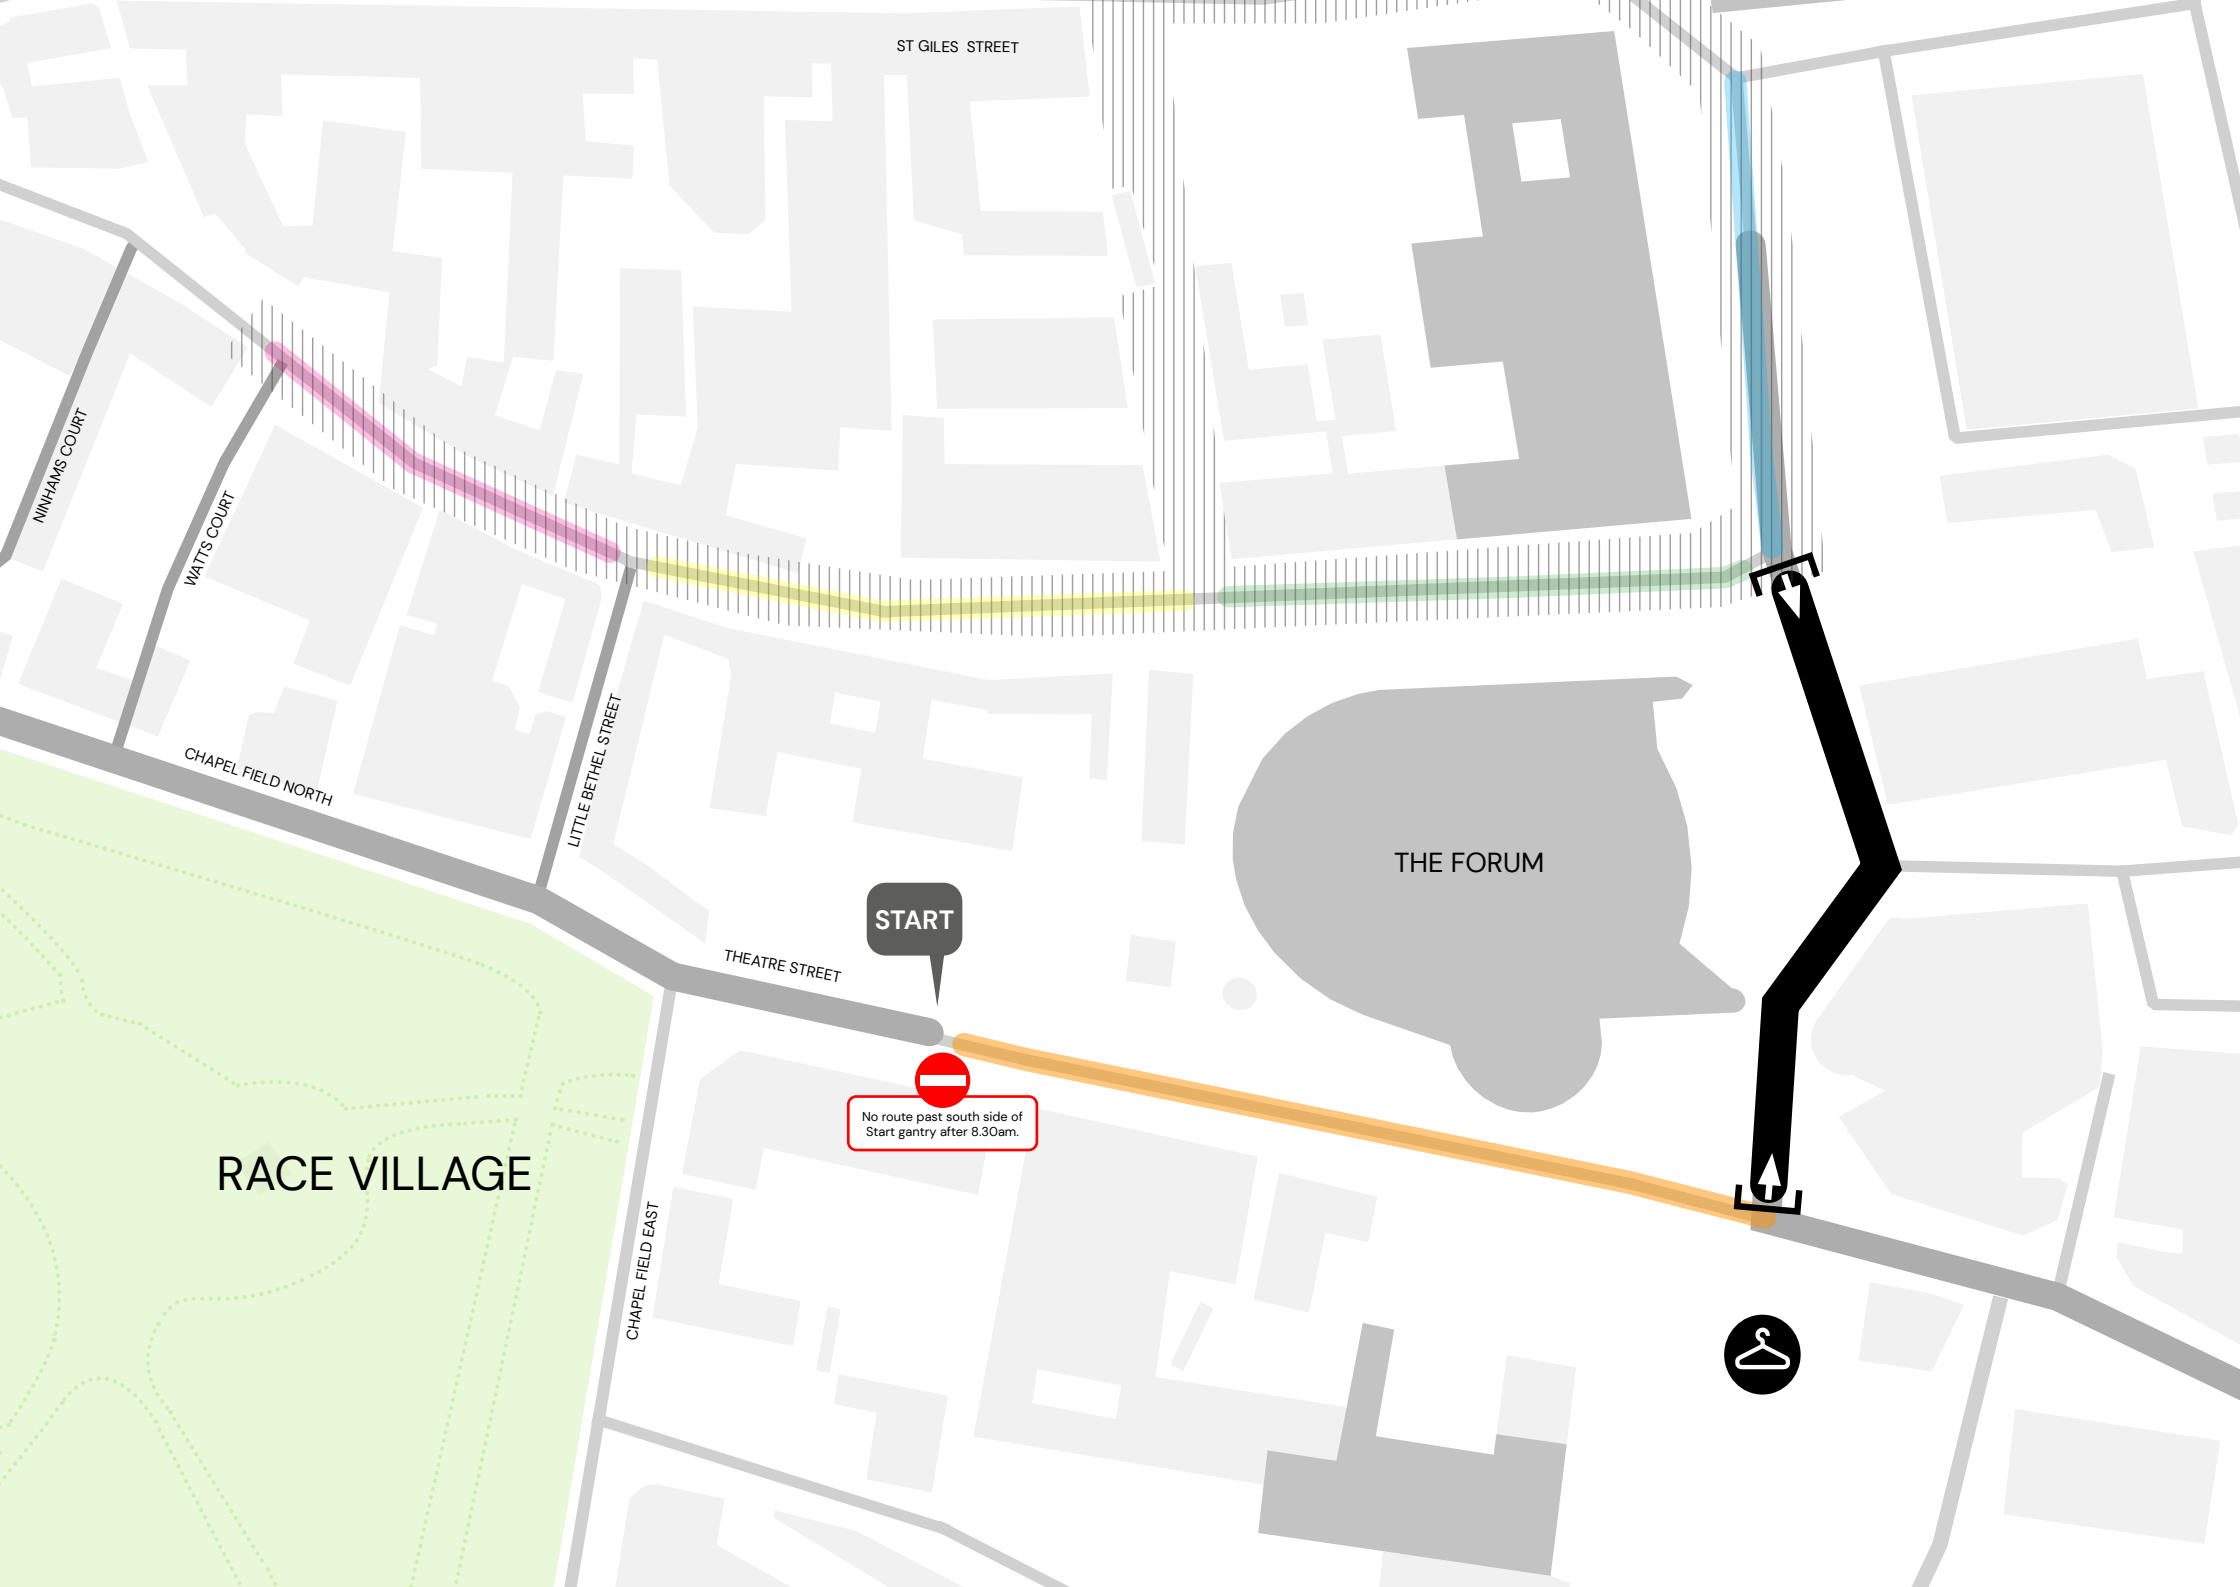 ST GILES STREET
NINHAMS COURT
WATTS COURT
CHAPEL FIELD NORTH
LITTLE BETHEL STREET
THE FORUM
START
THEATRE STREET
No route past south side of
Start gantry after 8.30am.
RACE VILLAGE
CHAPEL FIELD EAST